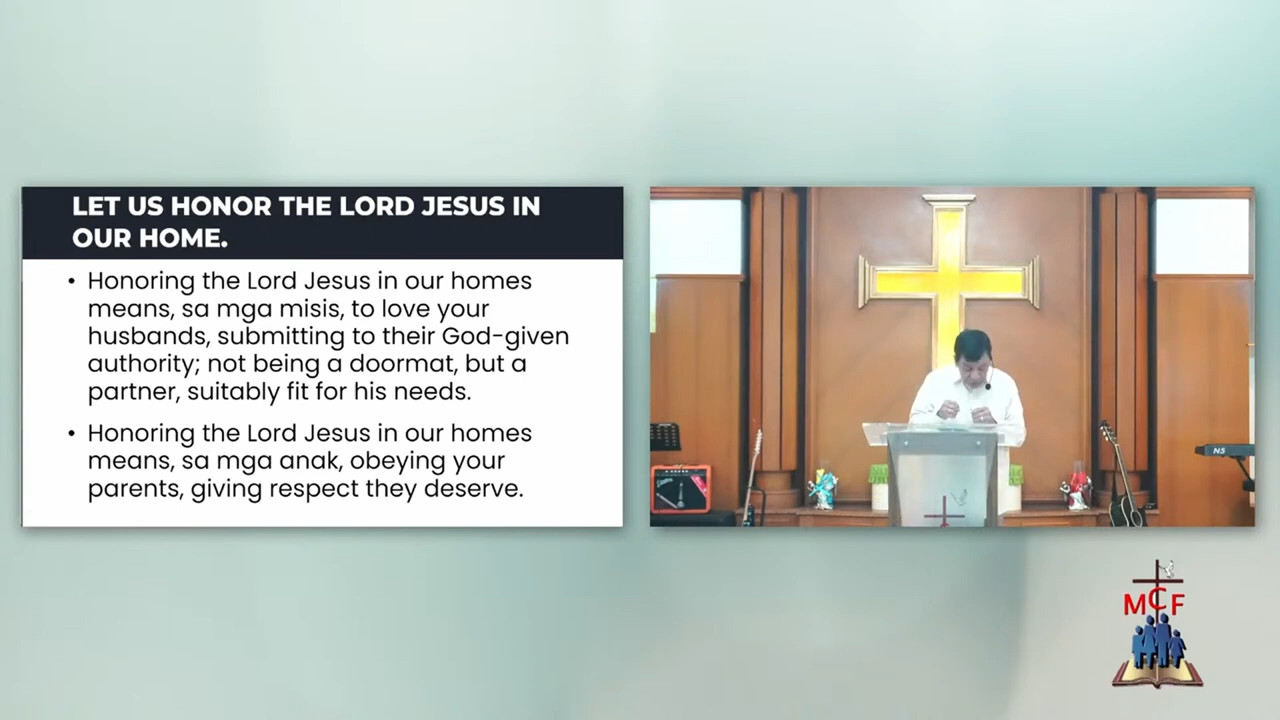 LET US HONOR THE LORD JESUS IN
OUR HOME.
• Honoring the Lord Jesus in our homes
means, sa mga misis, to love your
husbands, submitting to their God-given
authority; not being a doormat, but a
partner, suitably fit for his needs.
• Honoring the Lord Jesus in our homes
means, sa mga anak, obeying your
parents, giving respect they deserve.
N5
MCF